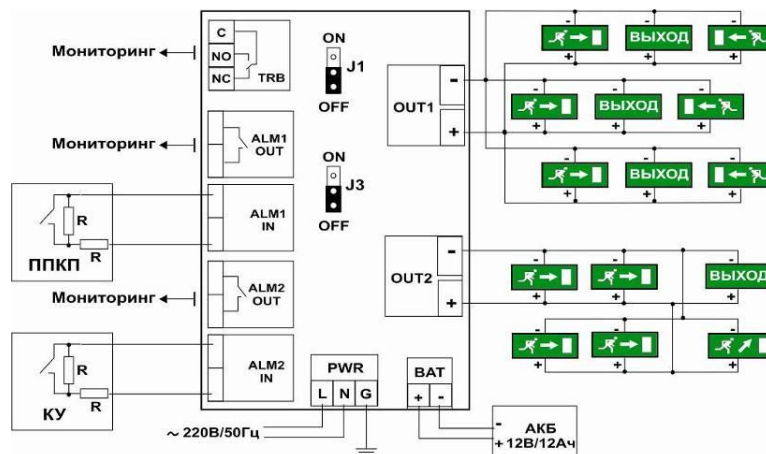 Мониторинг
C
NO
NC
TRB
ON
J1
OFF
Мониторинг
ALM1
OUT
ON
J3
OFF
R
R
ППКП
ALM1
IN
Мониторинг
ALM2
OUT
R
R
КУ
ALM2
IN
PWR
L N G
BAT
+ -
~ 220В/50Гц
-
АКБ
+ 12В/12Ач
OUT1
-
+
- - -
ВЫХОД
+ + +
- - -
ВЫХОД
+ + +
- - -
ВЫХОД
+ + +
OUT2
-
+
- - -
ВЫХОД
+ + +
- - -
+ + +